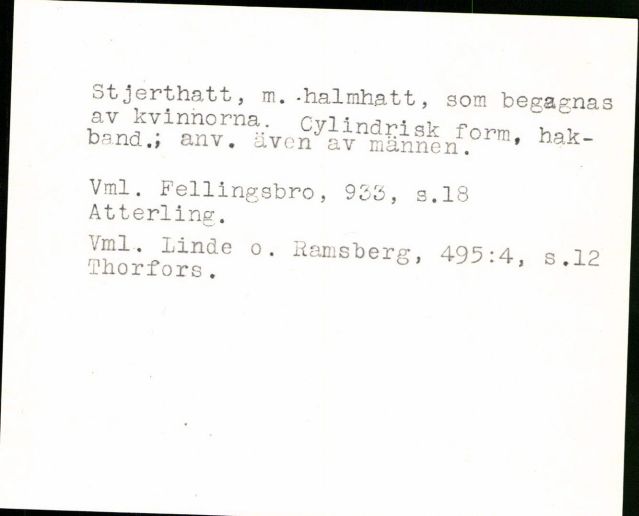 Stjerthatt, m. halmhatt, som begagnas
av kvinnorna. Cylindrisk form, hak-
band.; anv. även av männen.
Vml. Fellingsbro, 933, s.18
Atterling.
Vml. Linde o. Ramsberg, 495:4, s.12
Thorfors.